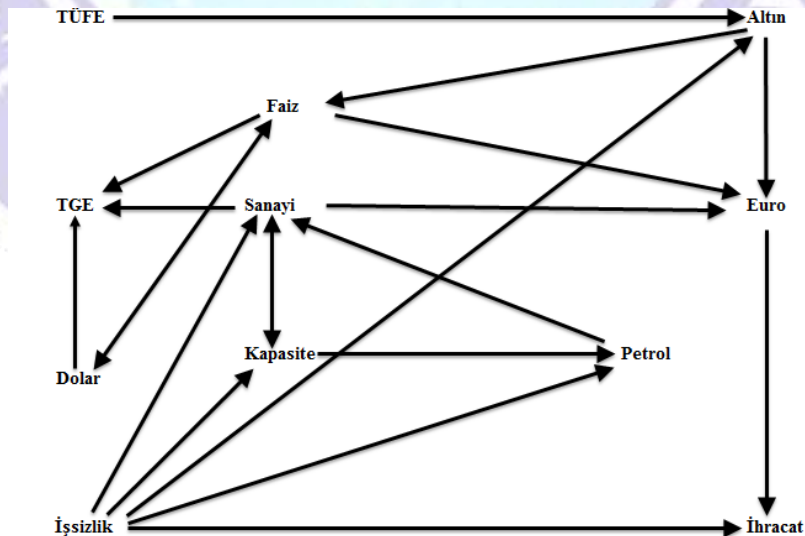 TÜFE Altın
Faiz
TGE Sanayi Euro
Kapasite Petrol
Dolar
İşsizlik İhracat